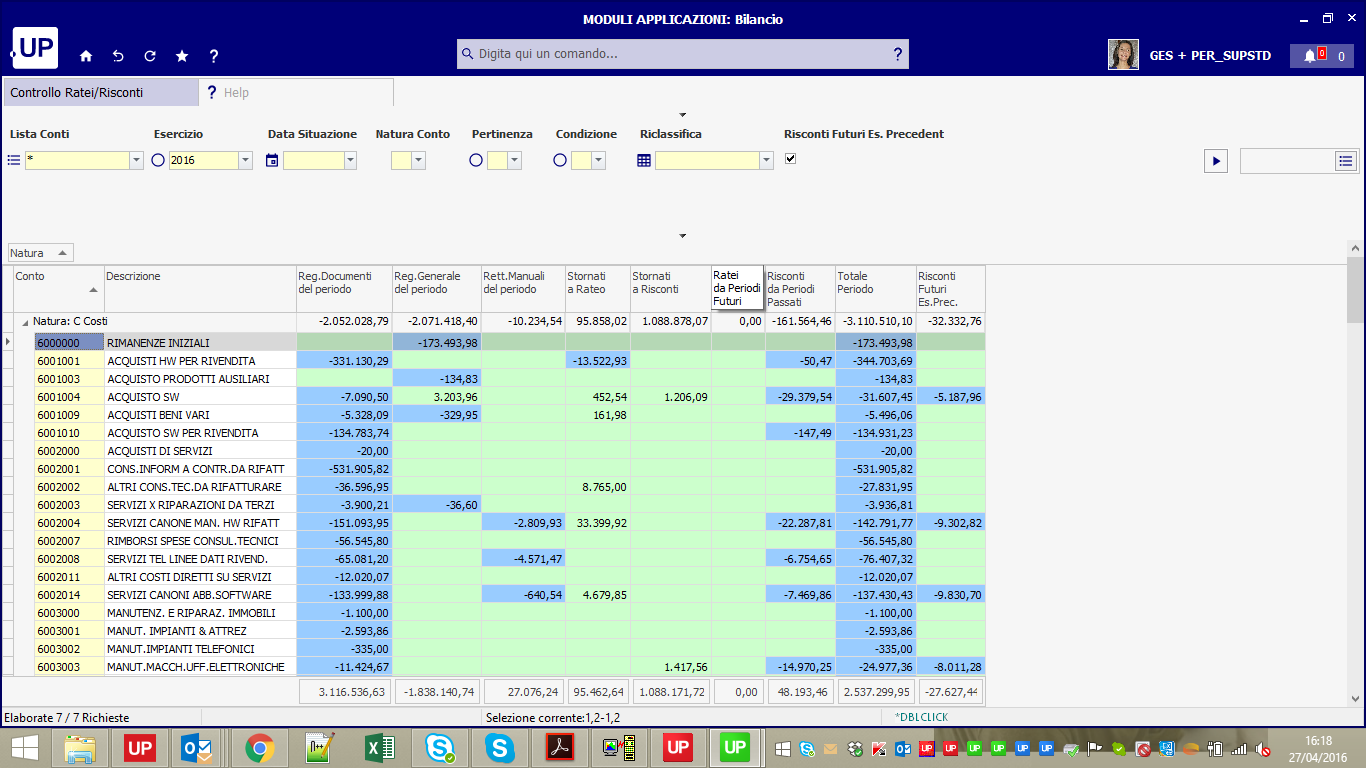 MODULI APPLICAZIONI: Bilancio
UP
Digita qui un comando... ?
GES + PER_SUPSTD
0 0
Controllo Ratei/Risconti ? Help
Lista Conti Esercizio Data Situazione Natura Conto Pertinenza Condizione Riclassifica Risconti Futuri Es. Precedent
* 2016
Natura
Conto Descrizione Reg.Documenti del periodo Reg.Generale del periodo Rett.Manuali del periodo Stornati a Rateo Stornati a Risconti Ratei da Periodi Futuri Risconti da Periodi Passati Totale Periodo Risconti Futuri Es.Prec.
Natura: C Costi -2.052.028,79 -2.071.418,40 -10.234,54 95.858,02 1.088.878,07 0,00 -161.564,46 -3.110.510,10 -32.332,76
6000000 RIMANENZE INIZIALI -173.493,98 -173.493,98
6001001 ACQUISTI HW PER RIVENDITA -331.130,29 -13.522,93 -50,47 -344.703,69
6001003 ACQUISTO PRODOTTI AUSILIARI -134,83 -134,83
6001004 ACQUISTO SW -7.090,50 3.203,96 452,54 1.206,09 -29.379,54 -31.607,45 -5.187,96
6001009 ACQUISTI BENI VARI -5.328,09 -329,95 161,98 -5.496,06
6001010 ACQUISTO SW PER RIVENDITA -134.783,74 -147,49 -134.931,23
6002000 ACQUISTI DI SERVIZI -20,00 -20,00
6002001 CONS.INFORM A CONTR.DA RIFATT -531.905,82 -531.905,82
6002002 ALTRI CONS.TEC.DA RIFATTURARE -36.596,95 8.765,00 -27.831,95
6002003 SERVIZI X RIPARAZIONI DA TERZI -3.900,21 -36,60 -3.936,81
6002004 SERVIZI CANONE MAN. HW RIFATT -151.093,95 -2.809,93 33.399,92 -22.287,81 -142.791,77 -9.302,82
6002007 RIMBORSI SPESE CONSUL.TECNICI -56.545,80 -56.545,80
6002008 SERVIZI TEL LINEE DATI RIVEND. -65.081,20 -4.571,47 -6.754,65 -76.407,32
6002011 ALTRI COSTI DIRETTI SU SERVIZI -12.020,07 -12.020,07
6002014 SERVIZI CANONI ABB.SOFTWARE -133.999,88 -640,54 4.679,85 -7.469,86 -137.430,43 -9.830,70
6003000 MANUTENZ. E RIPARAZ. IMMOBILI -1.100,00 -1.100,00
6003001 MANUT. IMPIANTI & ATTREZ -2.593,86 -2.593,86
6003002 MANUT.IMPIANTI TELEFONICI -335,00 -335,00
6003003 MANUT.MACCH.UFF.ELETTRONICHE -11.424,67 1.417,56 -14.970,25 -24.977,36 -8.011,28
3.116.536,63 -1.838.140,74 27.076,24 95.462,64 1.088.171,72 0,00 48.193,46 2.537.299,95 -27.627,44
Elaborate 7 / 7 Richieste Selezione corrente:1,2-1,2 *DBLCLICK
UP UP UP
16:18
27/04/2016